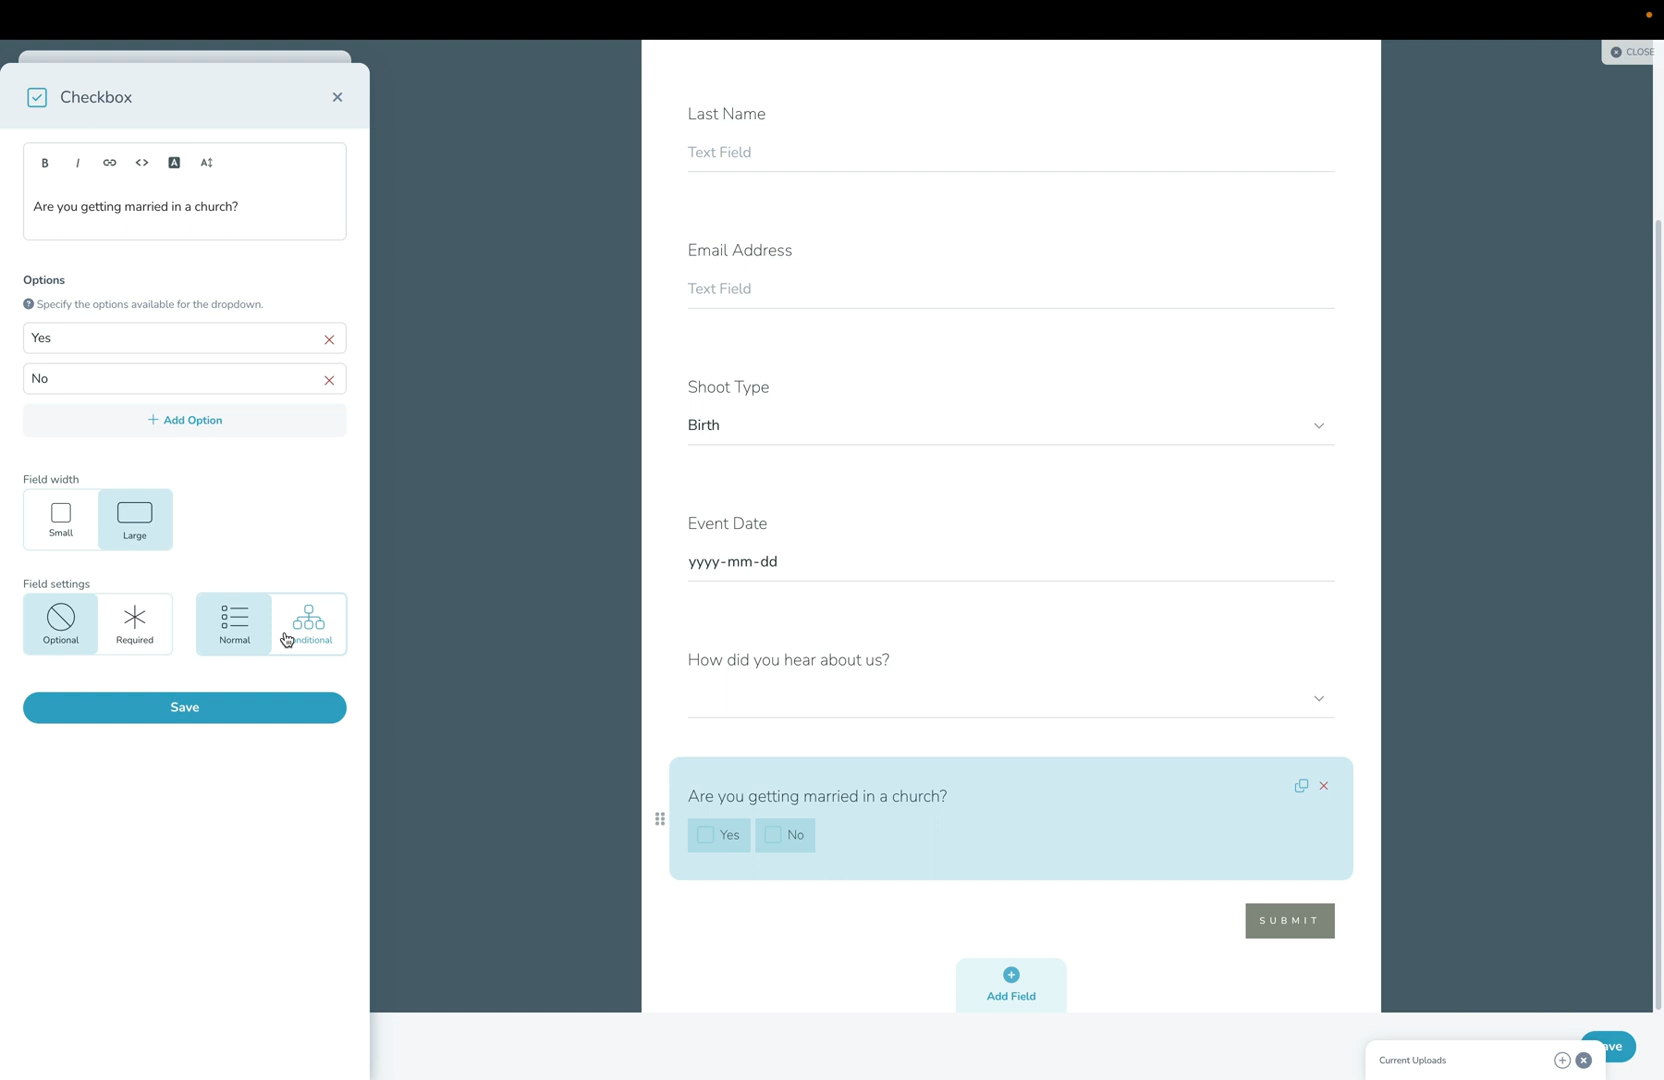 CLOSE
Checkbox
B I A A
Are you getting married in a church?
Options
Specify the options available for the dropdown.
Yes
No
Add Option
Field width
Small
Large
Field settings
Optional
Required
Normal
nditional
Save
Last Name
Text Field
Email Address
Text Field
Shoot Type
Birth
Event Date
yyyy-mm-dd
How did you hear about us?
Are you getting married in a church?
Yes
No
SUBMIT
Add Field
Current Uploads
ve